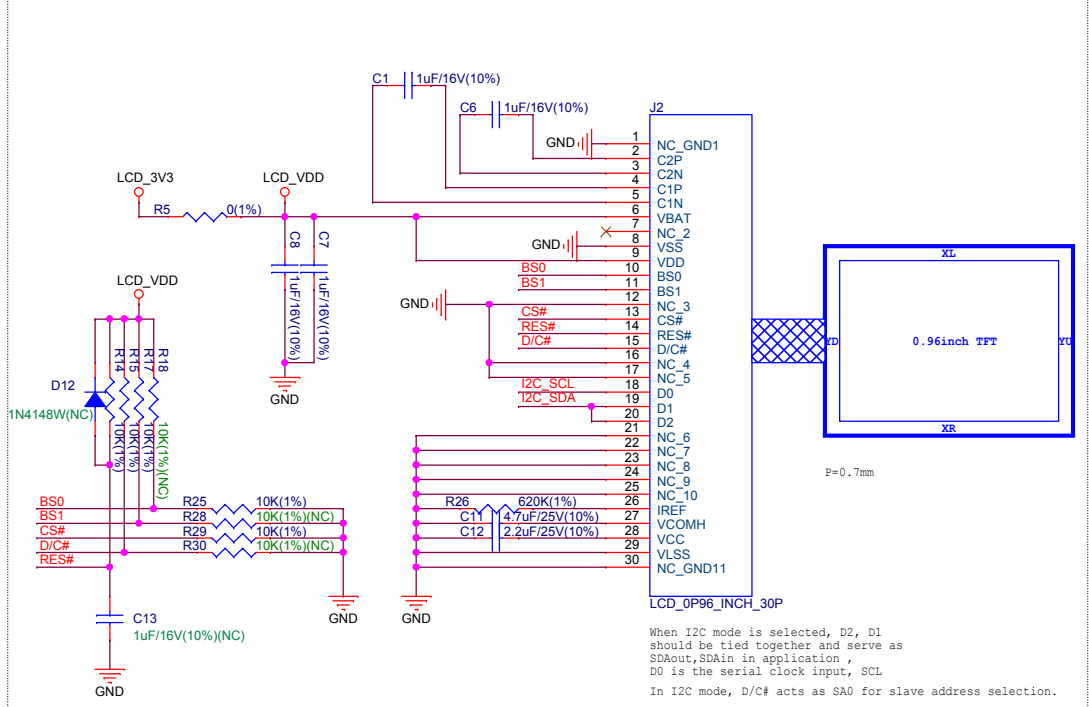 C1 1uF/16V(10%)
C6 1uF/16V(10%)
J2
GND
1 NC_GND1
2 C2P
3 C2N
4 C1P
5 C1N
6 VBAT
7 NC_2
8 VSS
9 VDD
10 BS0
11 BS1
12 NC_3
13 CS#
14 RES#
15 D/C#
16 NC_4
17 NC_5
18 D0
19 D1
20 D2
21 NC_6
22 NC_7
23 NC_8
24 NC_9
25 NC_10
26 IREF
27 VCOMH
28 VCC
29 VLSS
30 NC_GND11
LCD_0P96_INCH_30P
LCD_3V3
LCD_VDD
R5 0(1%)
C8
1uF/16V(10%)
C7
1uF/16V(10%)
GND
GND
GND
BS0
BS1
CS#
RES#
D/C#
I2C_SCL
I2C_SDA
XL
YD
0.96inch TFT
YU
XR
P=0.7mm
LCD_VDD
D12
1N4148W(NC)
R14
10K(1%)
R15
10K(1%)
R17
10K(1%)
R18
10K(1%)(NC)
BS0
BS1
CS#
D/C#
RES#
R25 10K(1%)
R28 10K(1%)(NC)
R29 10K(1%)
R30 10K(1%)(NC)
R26 620K(1%)
C11 4.7uF/25V(10%)
C12 2.2uF/25V(10%)
GND
GND
C13
1uF/16V(10%)(NC)
GND
When I2C mode is selected, D2, D1
should be tied together and serve as
SDAout,SDAin in application ,
D0 is the serial clock input, SCL
In I2C mode, D/C# acts as SA0 for slave address selection.